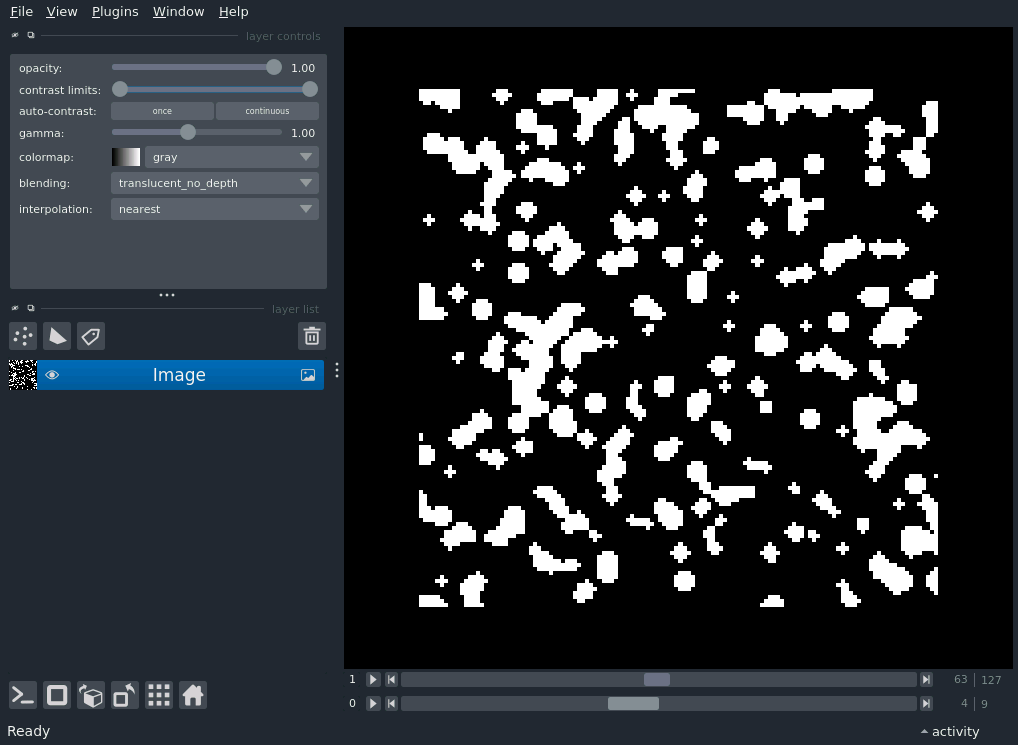 File View Plugins Window Help
layer controls
opacity: 1.00
contrast limits:
auto-contrast: once continuous
gamma: 1.00
colormap: gray
blending: translucent_no_depth
interpolation: nearest
layer list
Image
1 63 127
0 4 9
Ready activity